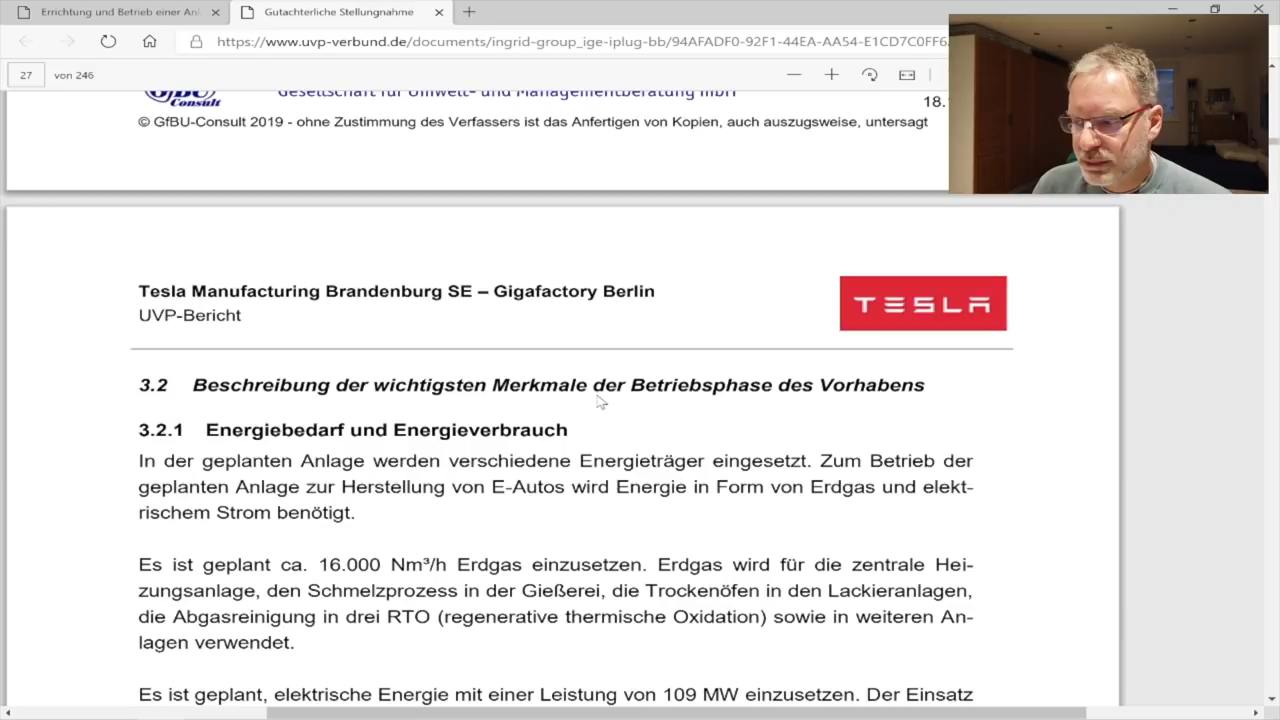 Errichtung und Betrieb einer An
Gutachterliche Stellungnahme
https://www.uvp-verbund.de/documents/ingrid-group_ige-iplug-bb/94AFADF0-92F1-44EA-AA54-E1CD7C0FF6
27 von 246
GfBU Consult Gesellschaft für Umwelt- und Managementberatung mbH
18.
© GfBU-Consult 2019 - ohne Zustimmung des Verfassers ist das Anfertigen von Kopien, auch auszugsweise, untersagt
Tesla Manufacturing Brandenburg SE – Gigafactory Berlin
UVP-Bericht
TESLA
3.2 Beschreibung der wichtigsten Merkmale der Betriebsphase des Vorhabens
3.2.1 Energiebedarf und Energieverbrauch
In der geplanten Anlage werden verschiedene Energieträger eingesetzt. Zum Betrieb der
geplanten Anlage zur Herstellung von E-Autos wird Energie in Form von Erdgas und elekt-
rischem Strom benötigt.
Es ist geplant ca. 16.000 Nm³/h Erdgas einzusetzen. Erdgas wird für die zentrale Hei-
zungsanlage, den Schmelzprozess in der Gießerei, die Trockenöfen in den Lackieranlagen,
die Abgasreinigung in drei RTO (regenerative thermische Oxidation) sowie in weiteren An-
lagen verwendet.
Es ist geplant, elektrische Energie mit einer Leistung von 109 MW einzusetzen. Der Einsatz